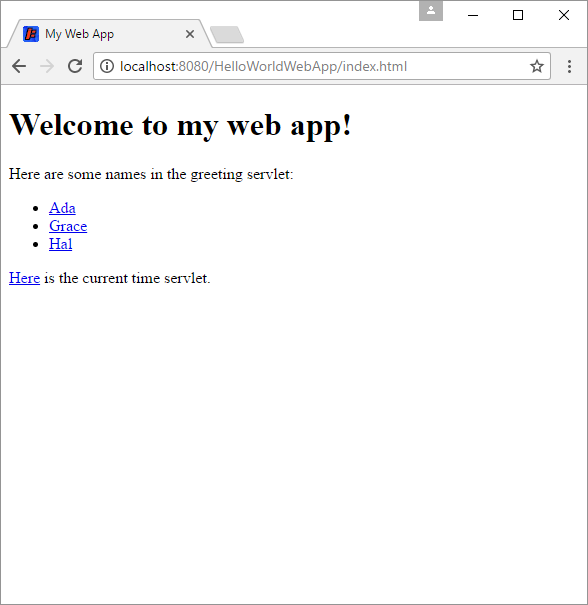 My Web App
localhost:8080/HelloWorldWebApp/index.html
Welcome to my web app!
Here are some names in the greeting servlet:
Ada
Grace
Hal
Here is the current time servlet.